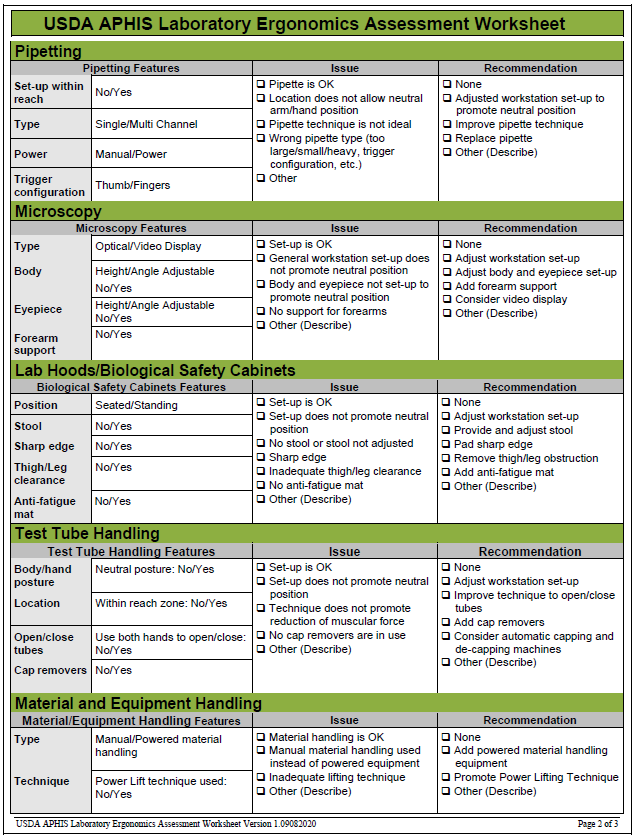 USDA APHIS Laboratory Ergonomics Assessment Worksheet
Pipetting
Pipetting Features
Issue
Recommendation
Set-up within
reach
No/Yes
Type
Single/Multi Channel
Power
Manual/Power
Trigger
configuration
Thumb/Fingers
❑ Pipette is OK
❑ Location does not allow neutral
arm/hand position
❑ Pipette technique is not ideal
❑ Wrong pipette type (too
large/small/heavy, trigger
configuration, etc.)
❑ Other
❑ None
❑ Adjusted workstation set-up to
promote neutral position
❑ Improve pipette technique
❑ Replace pipette
❑ Other (Describe)
Microscopy
Microscopy Features
Issue
Recommendation
Type
Optical/Video Display
Body
Height/Angle Adjustable
No/Yes
Eyepiece
Height/Angle Adjustable
No/Yes
Forearm
support
No/Yes
❑ Set-up is OK
❑ General workstation set-up does
not promote neutral position
❑ Body and eyepiece not set-up to
promote neutral position
❑ No support for forearms
❑ Other (Describe)
❑ None
❑ Adjust workstation set-up
❑ Adjust body and eyepiece set-up
❑ Add forearm support
❑ Consider video display
❑ Other (Describe)
Lab Hoods/Biological Safety Cabinets
Biological Safety Cabinets Features
Issue
Recommendation
Position
Seated/Standing
Stool
No/Yes
Sharp edge
No/Yes
Thigh/Leg
clearance
No/Yes
Anti-fatigue
mat
No/Yes
❑ Set-up is OK
❑ Set-up does not promote neutral
position
❑ No stool or stool not adjusted
❑ Sharp edge
❑ Inadequate thigh/leg clearance
❑ No anti-fatigue mat
❑ Other (Describe)
❑ None
❑ Adjust workstation set-up
❑ Provide and adjust stool
❑ Pad sharp edge
❑ Remove thigh/leg obstruction
❑ Add anti-fatigue mat
❑ Other (Describe)
Test Tube Handling
Test Tube Handling Features
Issue
Recommendation
Body/hand
posture
Neutral posture: No/Yes
Location
Within reach zone: No/Yes
Open/close
tubes
Use both hands to open/close:
No/Yes
Cap removers
No/Yes
❑ Set-up is OK
❑ Set-up does not promote neutral
position
❑ Technique does not promote
reduction of muscular force
❑ No cap removers are in use
❑ Other (Describe)
❑ None
❑ Adjust workstation set-up
❑ Improve technique to open/close
tubes
❑ Add cap removers
❑ Consider automatic capping and
de-capping machines
❑ Other (Describe)
Material and Equipment Handling
Material/Equipment Handling Features
Issue
Recommendation
Type
Manual/Powered material
handling
Technique
Power Lift technique used:
No/Yes
❑ Material handling is OK
❑ Manual material handling used
instead of powered equipment
❑ Inadequate lifting technique
❑ Other (Describe)
❑ None
❑ Add powered material handling
equipment
❑ Promote Power Lifting Technique
❑ Other (Describe)
USDA APHIS Laboratory Ergonomics Assessment Worksheet Version 1.09082020
Page 2 of 3